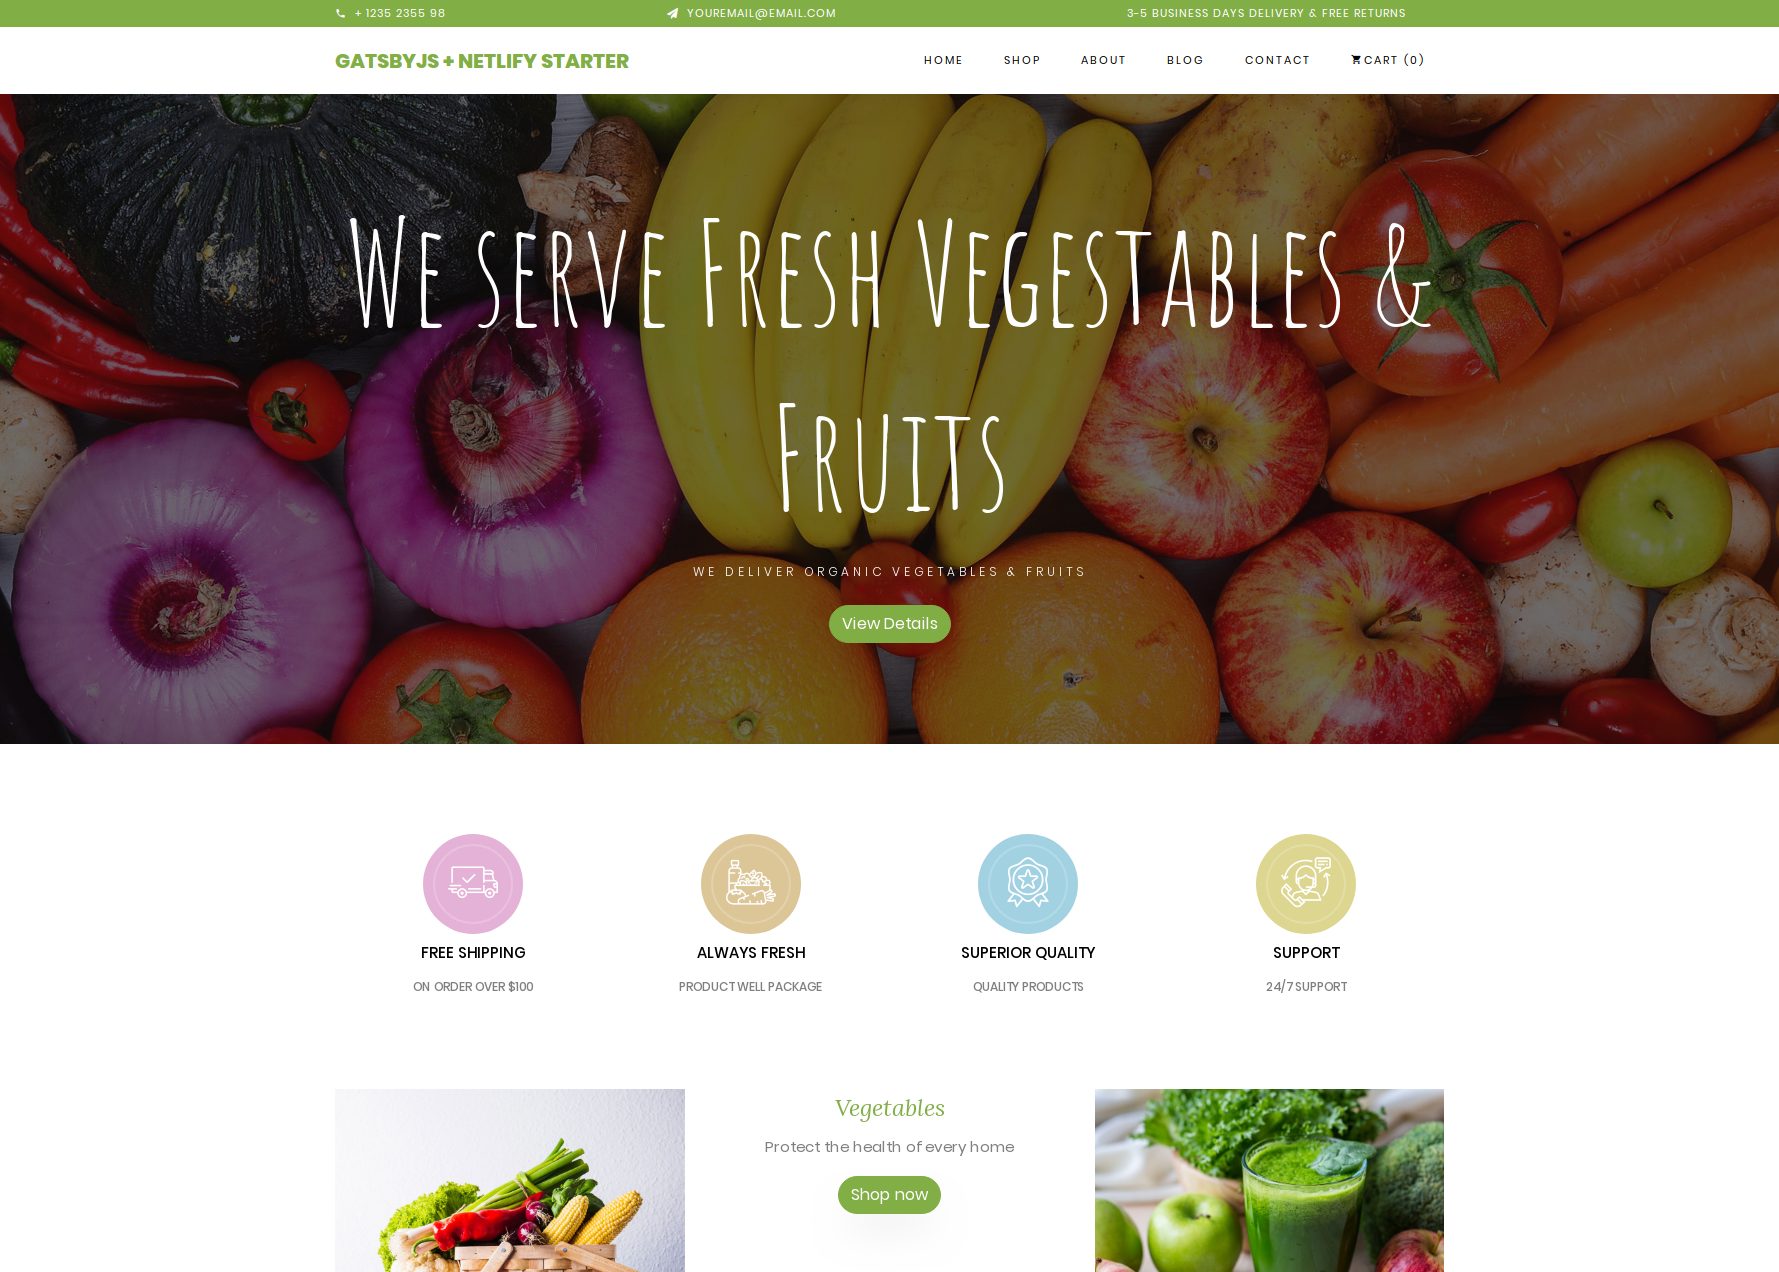 + 1235 2355 98
YOUREMAIL@EMAIL.COM
3-5 BUSINESS DAYS DELIVERY & FREE RETURNS
GATSBYJS + NETLIFY STARTER
HOME
SHOP
ABOUT
BLOG
CONTACT
CART (0)
We serve Fresh Vegestables &
Fruits
WE DELIVER ORGANIC VEGETABLES & FRUITS
View Details
FREE SHIPPING
ON ORDER OVER $100
ALWAYS FRESH
PRODUCT WELL PACKAGE
SUPERIOR QUALITY
QUALITY PRODUCTS
SUPPORT
24/7 SUPPORT
Vegetables
Protect the health of every home
Shop now